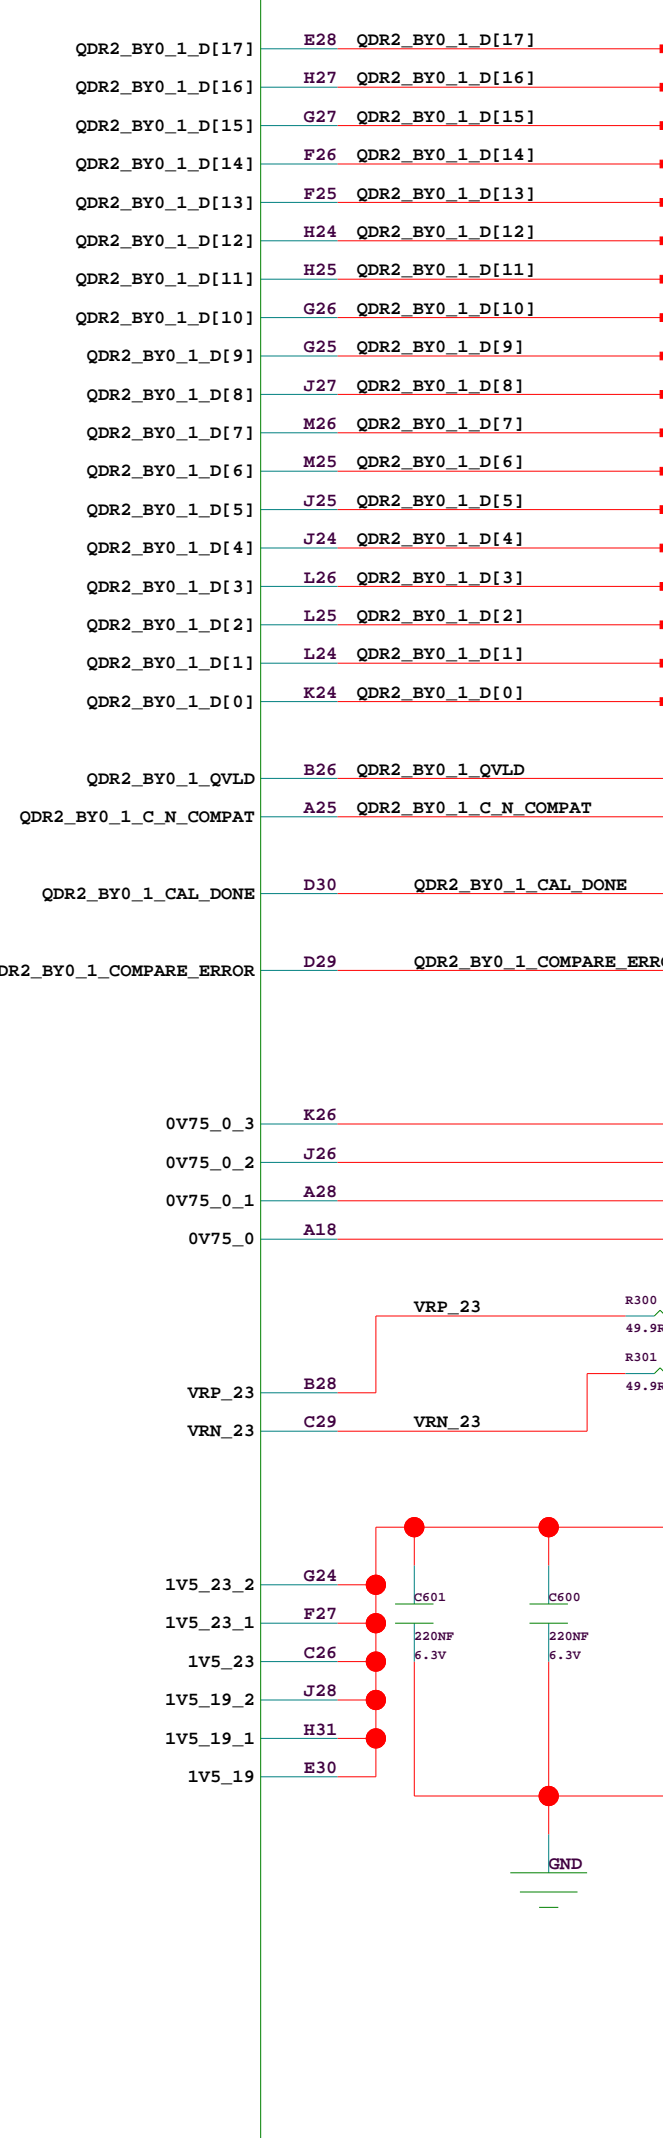 QDR2_BY0_1_D[17] E28 QDR2_BY0_1_D[17]
QDR2_BY0_1_D[16] H27 QDR2_BY0_1_D[16]
QDR2_BY0_1_D[15] G27 QDR2_BY0_1_D[15]
QDR2_BY0_1_D[14] F26 QDR2_BY0_1_D[14]
QDR2_BY0_1_D[13] F25 QDR2_BY0_1_D[13]
QDR2_BY0_1_D[12] H24 QDR2_BY0_1_D[12]
QDR2_BY0_1_D[11] H25 QDR2_BY0_1_D[11]
QDR2_BY0_1_D[10] G26 QDR2_BY0_1_D[10]
QDR2_BY0_1_D[9] G25 QDR2_BY0_1_D[9]
QDR2_BY0_1_D[8] J27 QDR2_BY0_1_D[8]
QDR2_BY0_1_D[7] M26 QDR2_BY0_1_D[7]
QDR2_BY0_1_D[6] M25 QDR2_BY0_1_D[6]
QDR2_BY0_1_D[5] J25 QDR2_BY0_1_D[5]
QDR2_BY0_1_D[4] J24 QDR2_BY0_1_D[4]
QDR2_BY0_1_D[3] L26 QDR2_BY0_1_D[3]
QDR2_BY0_1_D[2] L25 QDR2_BY0_1_D[2]
QDR2_BY0_1_D[1] L24 QDR2_BY0_1_D[1]
QDR2_BY0_1_D[0] K24 QDR2_BY0_1_D[0]
QDR2_BY0_1_QVLD B26 QDR2_BY0_1_QVLD
QDR2_BY0_1_C_N_COMPAT A25 QDR2_BY0_1_C_N_COMPAT
QDR2_BY0_1_CAL_DONE D30 QDR2_BY0_1_CAL_DONE
DR2_BY0_1_COMPARE_ERROR D29 QDR2_BY0_1_COMPARE_ERRO
0V75_0_3 K26
0V75_0_2 J26
0V75_0_1 A28
0V75_0 A18
VRP_23 R300
49.9R
R301
VRP_23 B28 49.9R
VRN_23 C29 VRN_23
1V5_23_2 G24
C601 C600
1V5_23_1 F27
220NF 220NF
1V5_23 C26 6.3V 6.3V
1V5_19_2 J28
1V5_19_1 H31
1V5_19 E30
GND